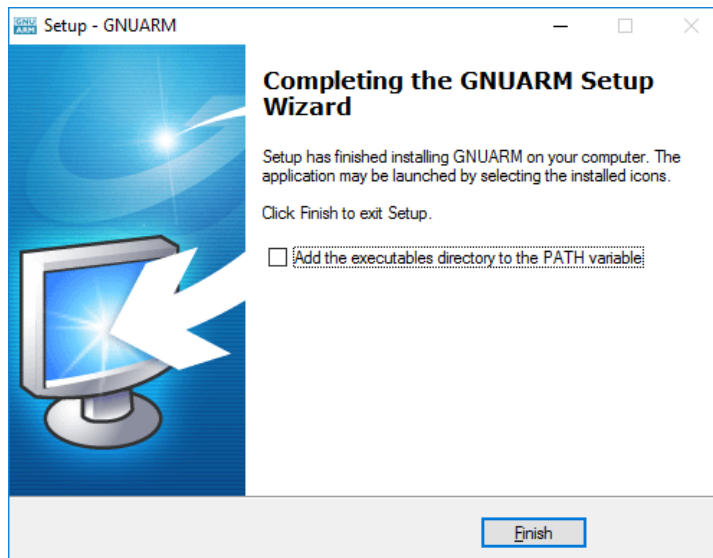 GNU
ARM
Setup - GNUARM
Completing the GNUARM Setup
Wizard
Setup has finished installing GNUARM on your computer. The
application may be launched by selecting the installed icons.
Click Finish to exit Setup.
Add the executables directory to the PATH variable
Finish